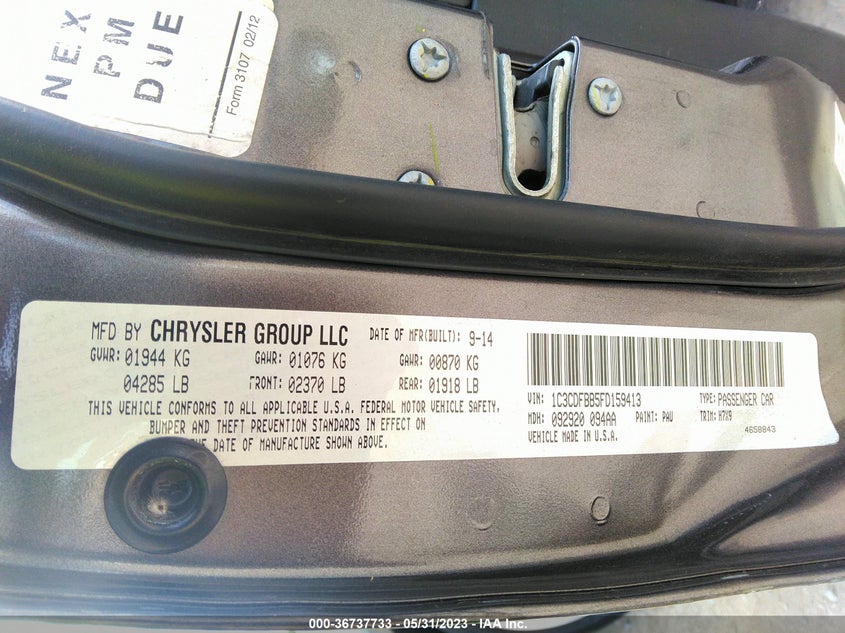 NEX
PM
DUE
Form 3107 02/12
MFD BY CHRYSLER GROUP LLC DATE OF MFR(BUILT): 9-14
GVWR: 01944 KG GAWR: 01076 KG GAWR: 00870 KG
04285 LB FRONT: 02370 LB REAR: 01918 LB
THIS VEHICLE CONFORMS TO ALL APPLICABLE U.S.A. FEDERAL MOTOR VEHICLE SAFETY,
BUMPER AND THEFT PREVENTION STANDARDS IN EFFECT ON
THE DATE OF MANUFACTURE SHOWN ABOVE.
VIN: 1C3CDFBB5FD159413 TYPE: PASSENGER CAR
MDH: 092920 094AA PAINT: PAU TRIM: H7X9
VEHICLE MADE IN U.S.A. 4658843
000-36737733 - 05/31/2023 - IAA Inc.